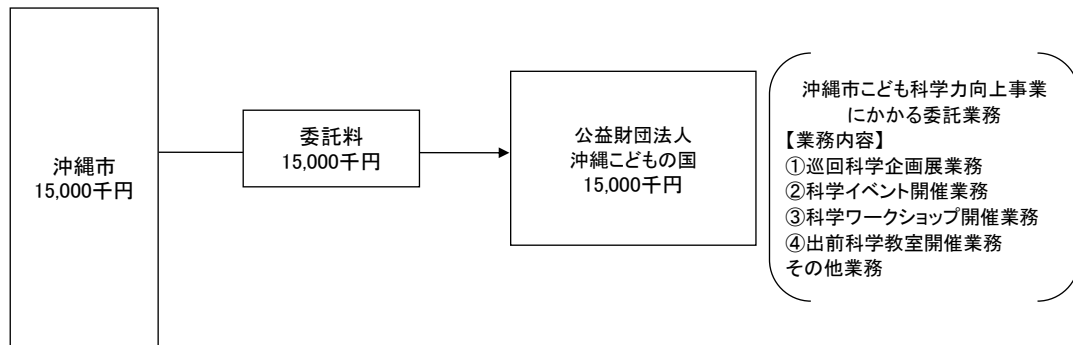 沖縄市
15,000千円
委託料
15,000千円
公益財団法人
沖縄こどもの国
15,000千円
沖縄市こども科学力向上事業
にかかる委託業務
【業務内容】
①巡回科学企画展業務
②科学イベント開催業務
③科学ワークショップ開催業務
④出前科学教室開催業務
その他業務